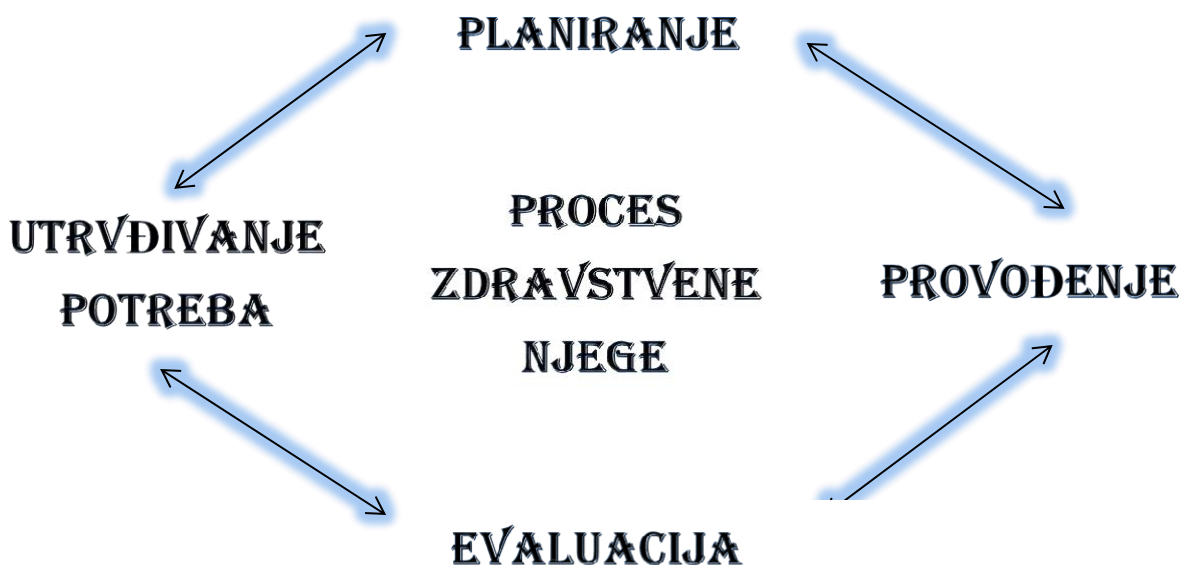 PLANIRANJE
UTRVĐIVANJE
POTREBA
PROCES
ZDRAVSTVENE
NJEGE
PROVOĐENJE
EVALUACIJA